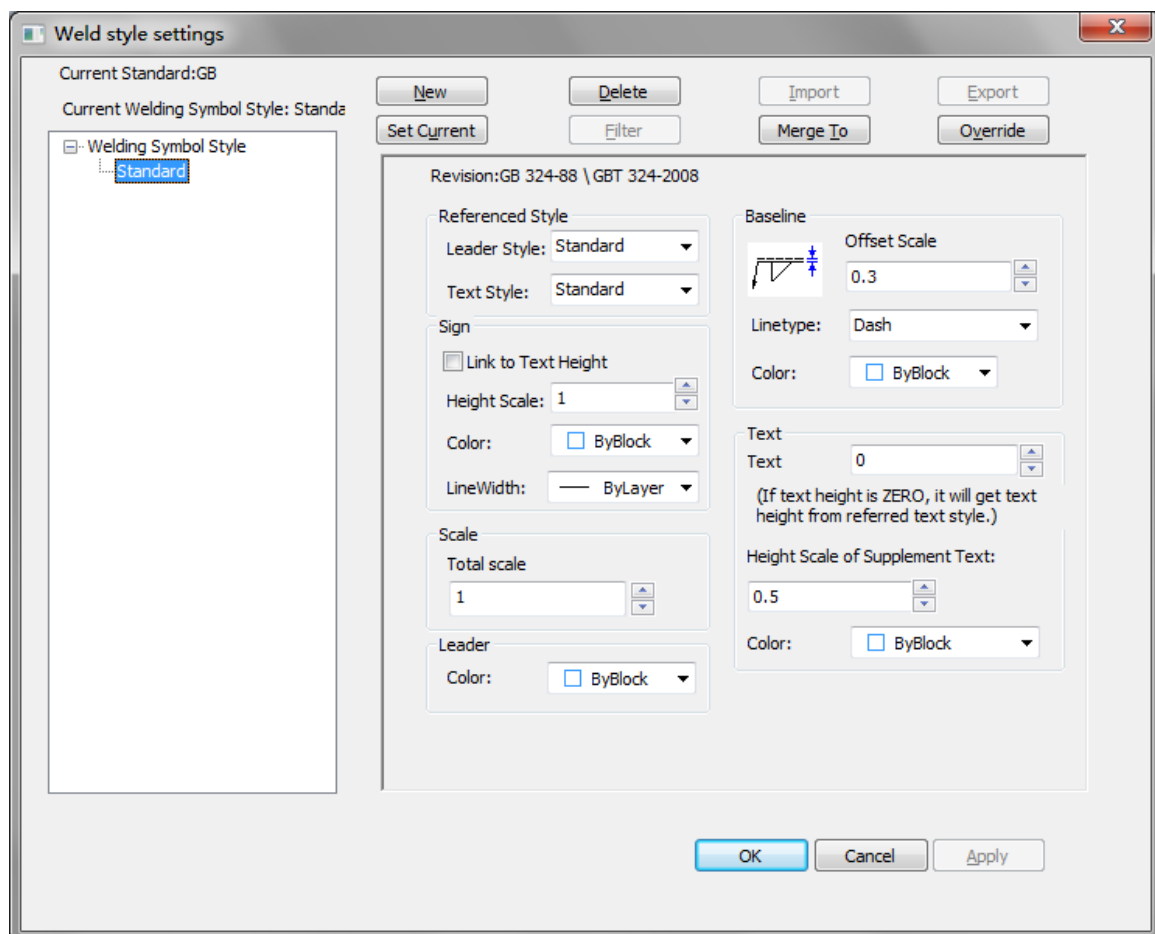 Weld style settings
Current Standard:GB
Current Welding Symbol Style: Standa
Welding Symbol Style
Standard
New Delete Import Export
Set Current Filter Merge To Override
Revision:GB 324-88 \ GBT 324-2008
Referenced Style
Leader Style: Standard
Text Style: Standard
Sign
Link to Text Height
Height Scale: 1
Color: ByBlock
LineWidth: ByLayer
Scale
Total scale
1
Leader
Color: ByBlock
Baseline
Offset Scale
0.3
Linetype: Dash
Color: ByBlock
Text
Text 0
(If text height is ZERO, it will get text
height from referred text style.)
Height Scale of Supplement Text:
0.5
Color: ByBlock
OK Cancel Apply